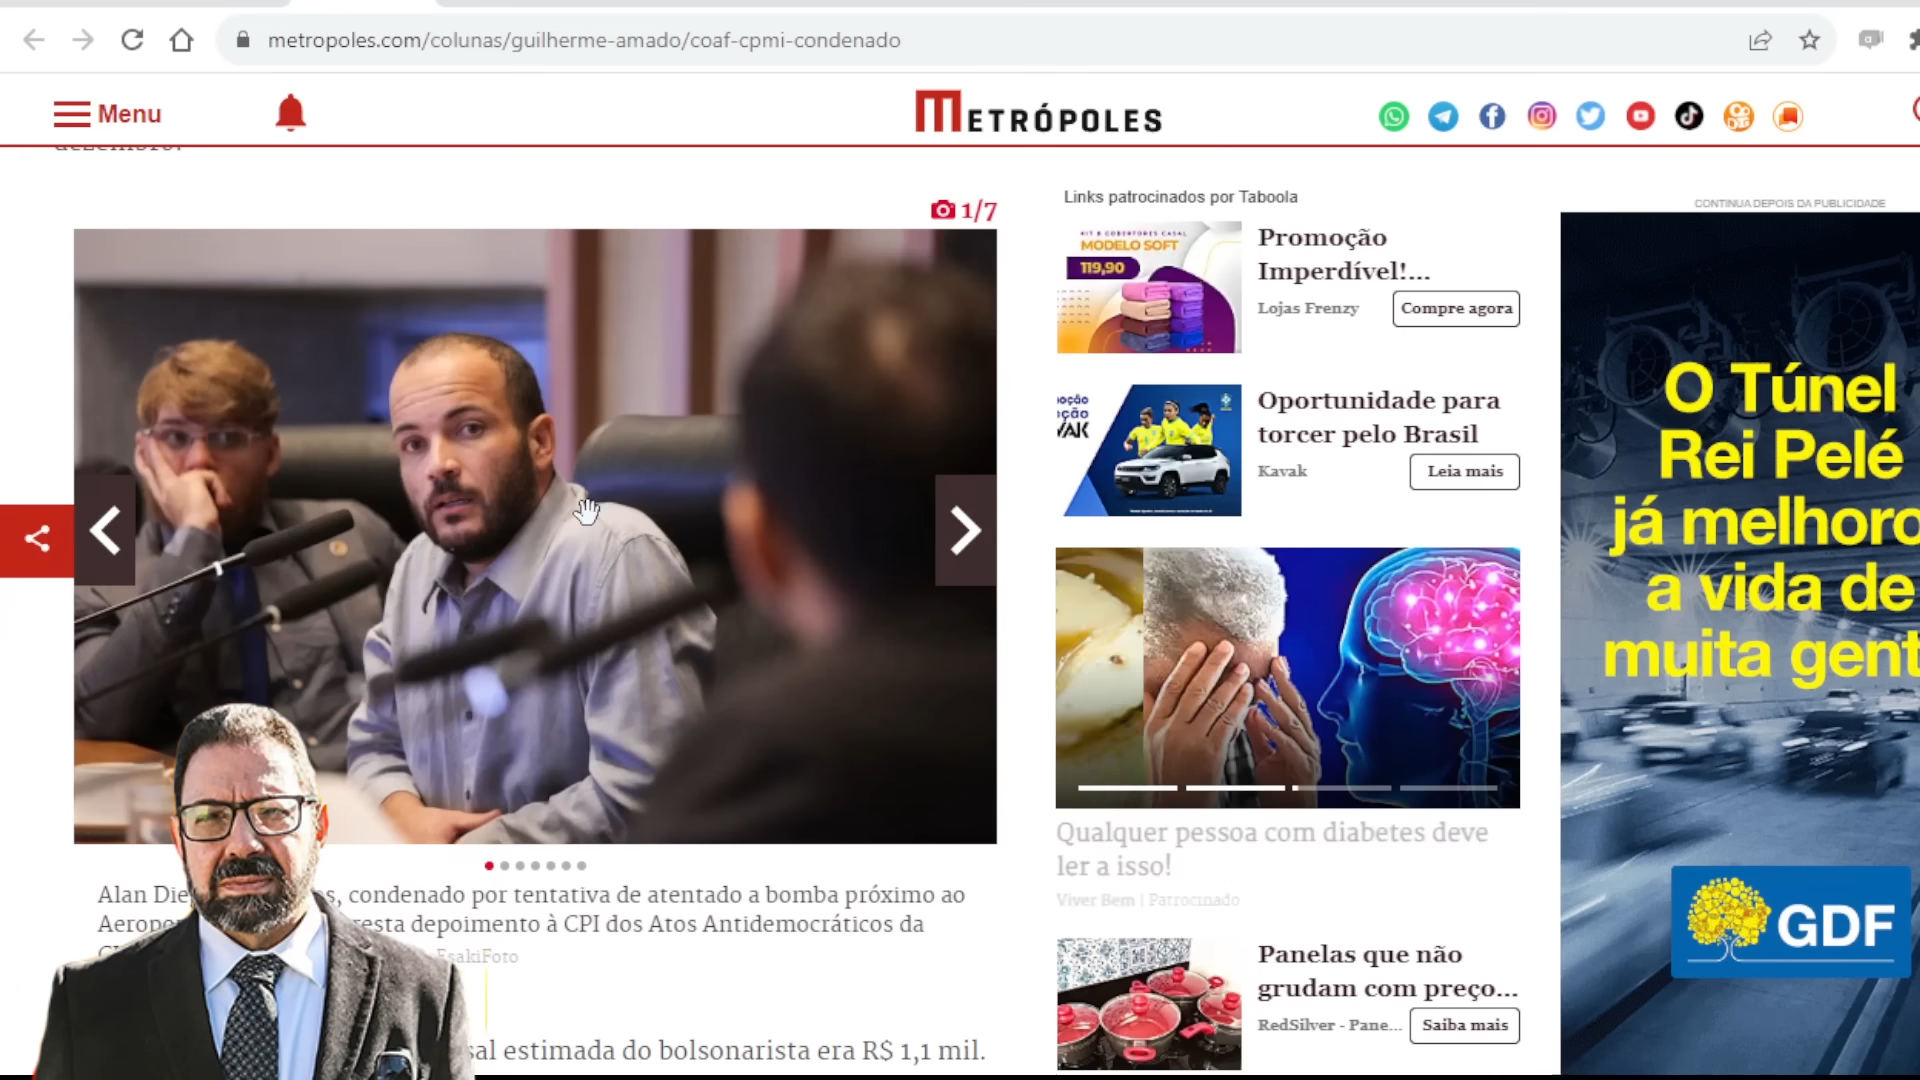 metropoles.com/colunas/guilherme-amado/coaf-cpmi-condenado
Menu
METRÓPOLES
dezembro.
1/7
Alan Die s, condenado por tentativa de atentado a bomba próximo ao
Aeropo esta depoimento à CPI dos Atos Antidemocráticos da
EsakiFoto
sal estimada do bolsonarista era R$ 1,1 mil.
Links patrocinados por Taboola
KIT 8 COBERTORES CASAL
MODELO SOFT
119,90
Promoção
Imperdível!...
Lojas Frenzy
Compre agora
Oportunidade para
torcer pelo Brasil
Kavak
Leia mais
Qualquer pessoa com diabetes deve
ler a isso!
Viver Bem | Patrocinado
Panelas que não
grudam com preço...
RedSilver - Pane...
Saiba mais
CONTINUA DEPOIS DA PUBLICIDADE
O Túnel
Rei Pelé
já melhoro
a vida de
muita gent
GDF